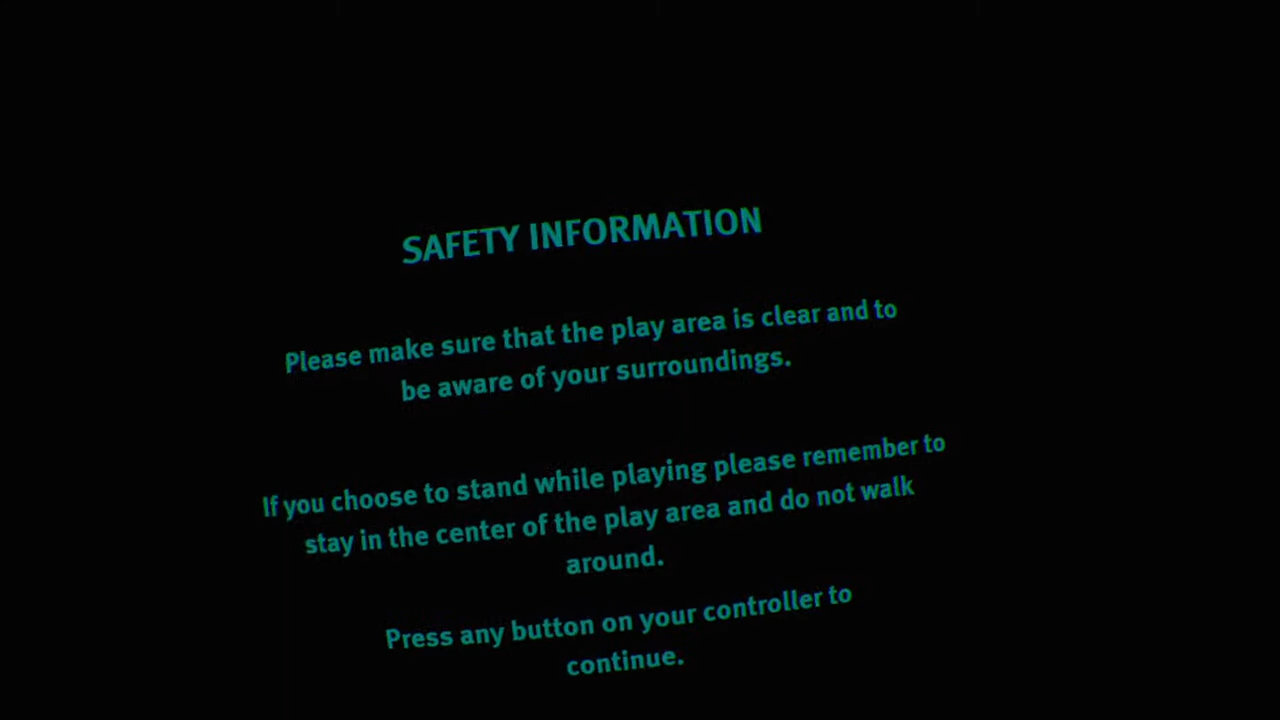 SAFETY INFORMATION
Please make sure that the play area is clear and to
be aware of your surroundings.
If you choose to stand while playing please remember to
stay in the center of the play area and do not walk
around.
Press any button on your controller to
continue.